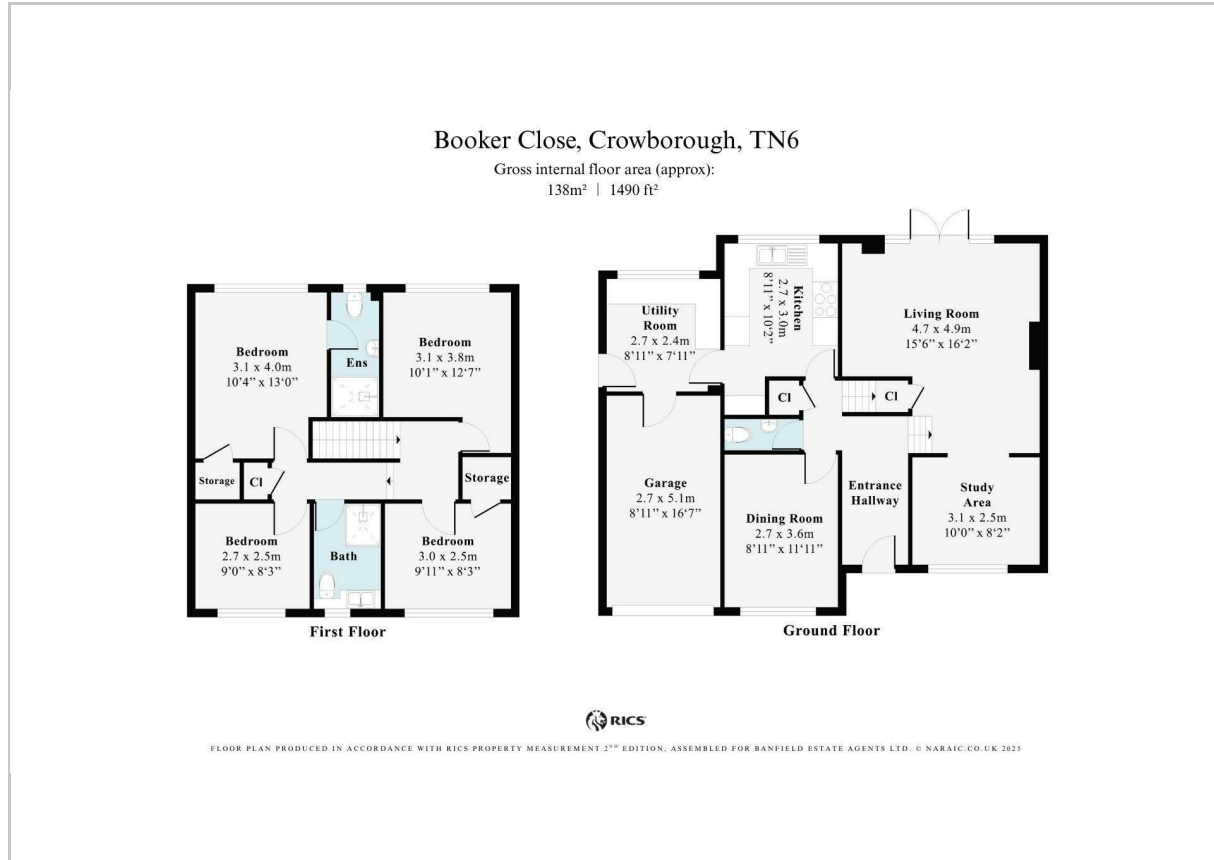 Booker Close, Crowborough, TN6
Gross internal floor area (approx):
138m² | 1490 ft²
Bedroom
3.1 x 4.0m
10'4" x 13'0"
Ens
Bedroom
3.1 x 3.8m
10'1" x 12'7"
Storage
Cl
Storage
Bedroom
2.7 x 2.5m
9'0" x 8'3"
Bath
Bedroom
3.0 x 2.5m
9'11" x 8'3"
First Floor
Utility
Room
2.7 x 2.4m
8'11" x 7'11"
Kitchen
2.7 x 3.0m
8'11" x 10'2"
Living Room
4.7 x 4.9m
15'6" x 16'2"
Cl
Cl
Garage
2.7 x 5.1m
8'11" x 16'7"
Dining Room
2.7 x 3.6m
8'11" x 11'11"
Entrance
Hallway
Study
Area
3.1 x 2.5m
10'0" x 8'2"
Ground Floor
RICS
FLOOR PLAN PRODUCED IN ACCORDANCE WITH RICS PROPERTY MEASUREMENT 2ND EDITION, ASSEMBLED FOR BANFIELD ESTATE AGENTS LTD. © NARAIC.CO.UK 2025